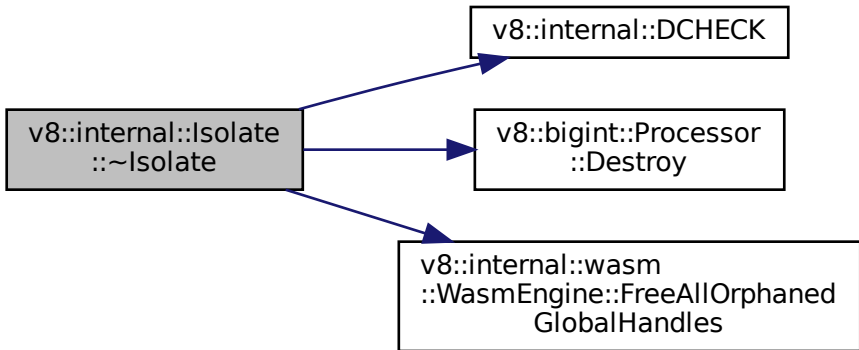 v8::internal::Isolate
::~Isolate
v8::internal::DCHECK
v8::bigint::Processor
::Destroy
v8::internal::wasm
::WasmEngine::FreeAllOrphaned
GlobalHandles